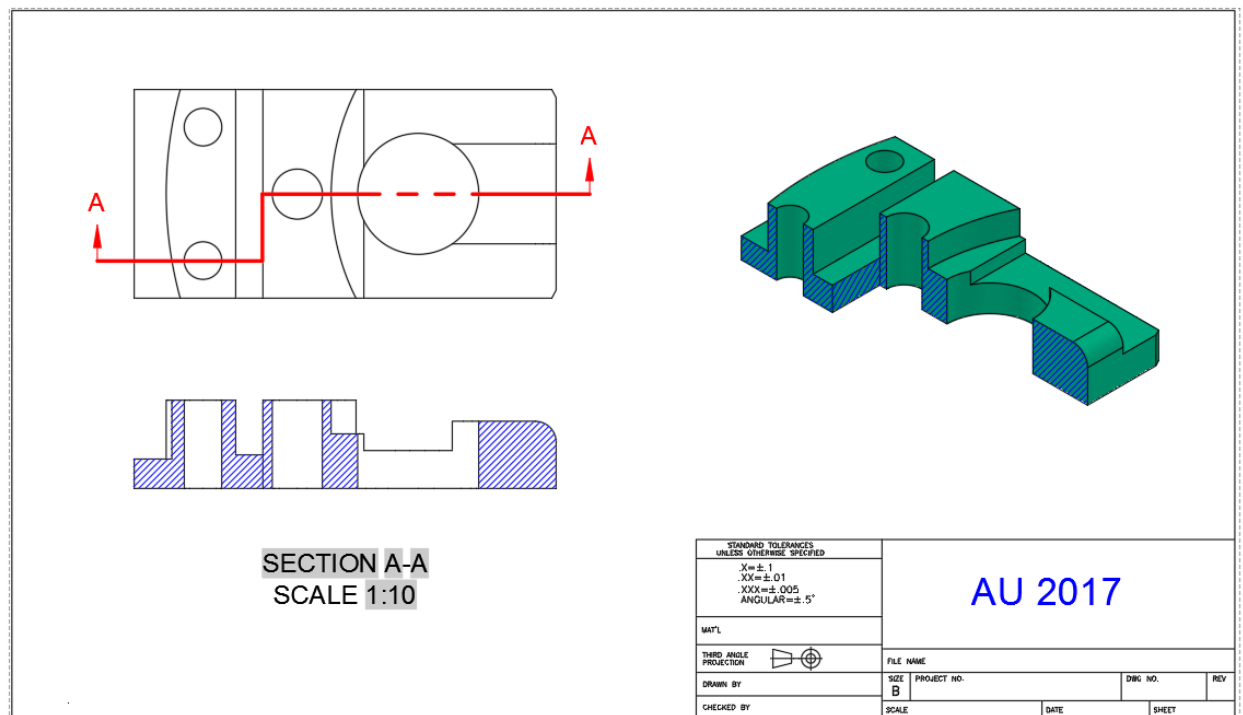 A
A
SECTION A-A
SCALE 1:10
STANDARD TOLERANCES
UNLESS OTHERWISE SPECIFIED
.X=±.1
.XX=±.01
.XXX=±.005
ANGULAR=±.5°
MAT'L
THIRD ANGLE
PROJECTION
DRAWN BY
CHECKED BY
AU 2017
FILE NAME
SIZE
B
PROJECT NO.
DWG NO.
REV
SCALE
DATE
SHEET